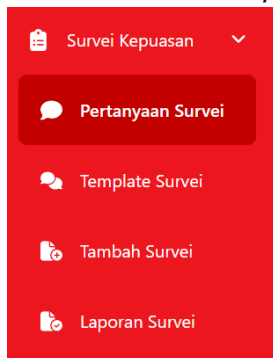 Survei Kepuasan
Pertanyaan Survei
Template Survei
Tambah Survei
Laporan Survei